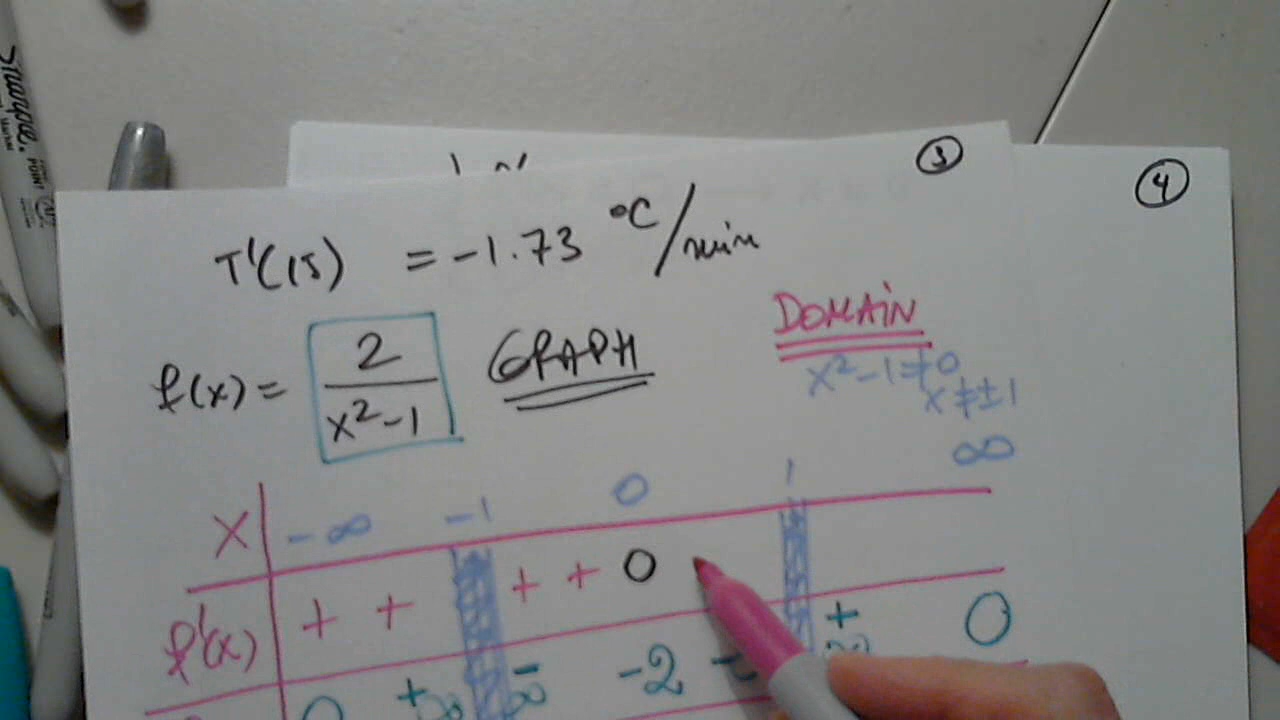 Sharpie.
③
④
T'(15) = -1.73 °C/min
DOMAIN
f(x) = 2/(x²-1) GRAPH
x²-1≠0
x≠±1
x -∞ -1 0 1 ∞
f'(x) + + + + 0
0 +∞ -∞ -2 +∞ 0